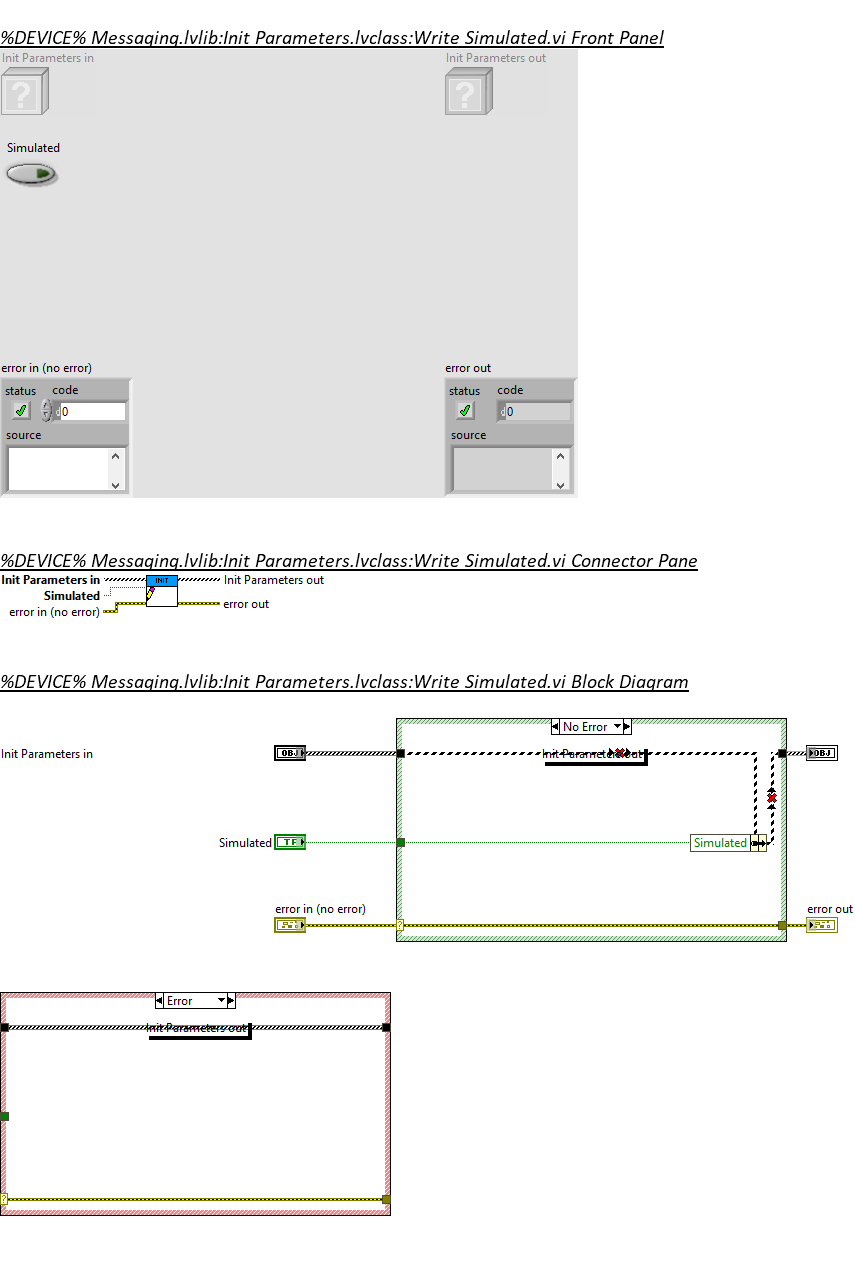 %DEVICE% Messaging.lvlib:Init Parameters.lvclass:Write Simulated.vi Front Panel
Init Parameters in
Init Parameters out
?
?
Simulated
error in (no error)
error out
status
code
status
code
d
0
d
0
source
source
%DEVICE% Messaging.lvlib:Init Parameters.lvclass:Write Simulated.vi Connector Pane
Init Parameters in
INIT
Init Parameters out
Simulated
error in (no error)
error out
%DEVICE% Messaging.lvlib:Init Parameters.lvclass:Write Simulated.vi Block Diagram
No Error
Init Parameters in
OBJ
Init Parameters out
OBJ
Simulated
TF
Simulated
error in (no error)
error out
?
Error
Init Parameters out
?